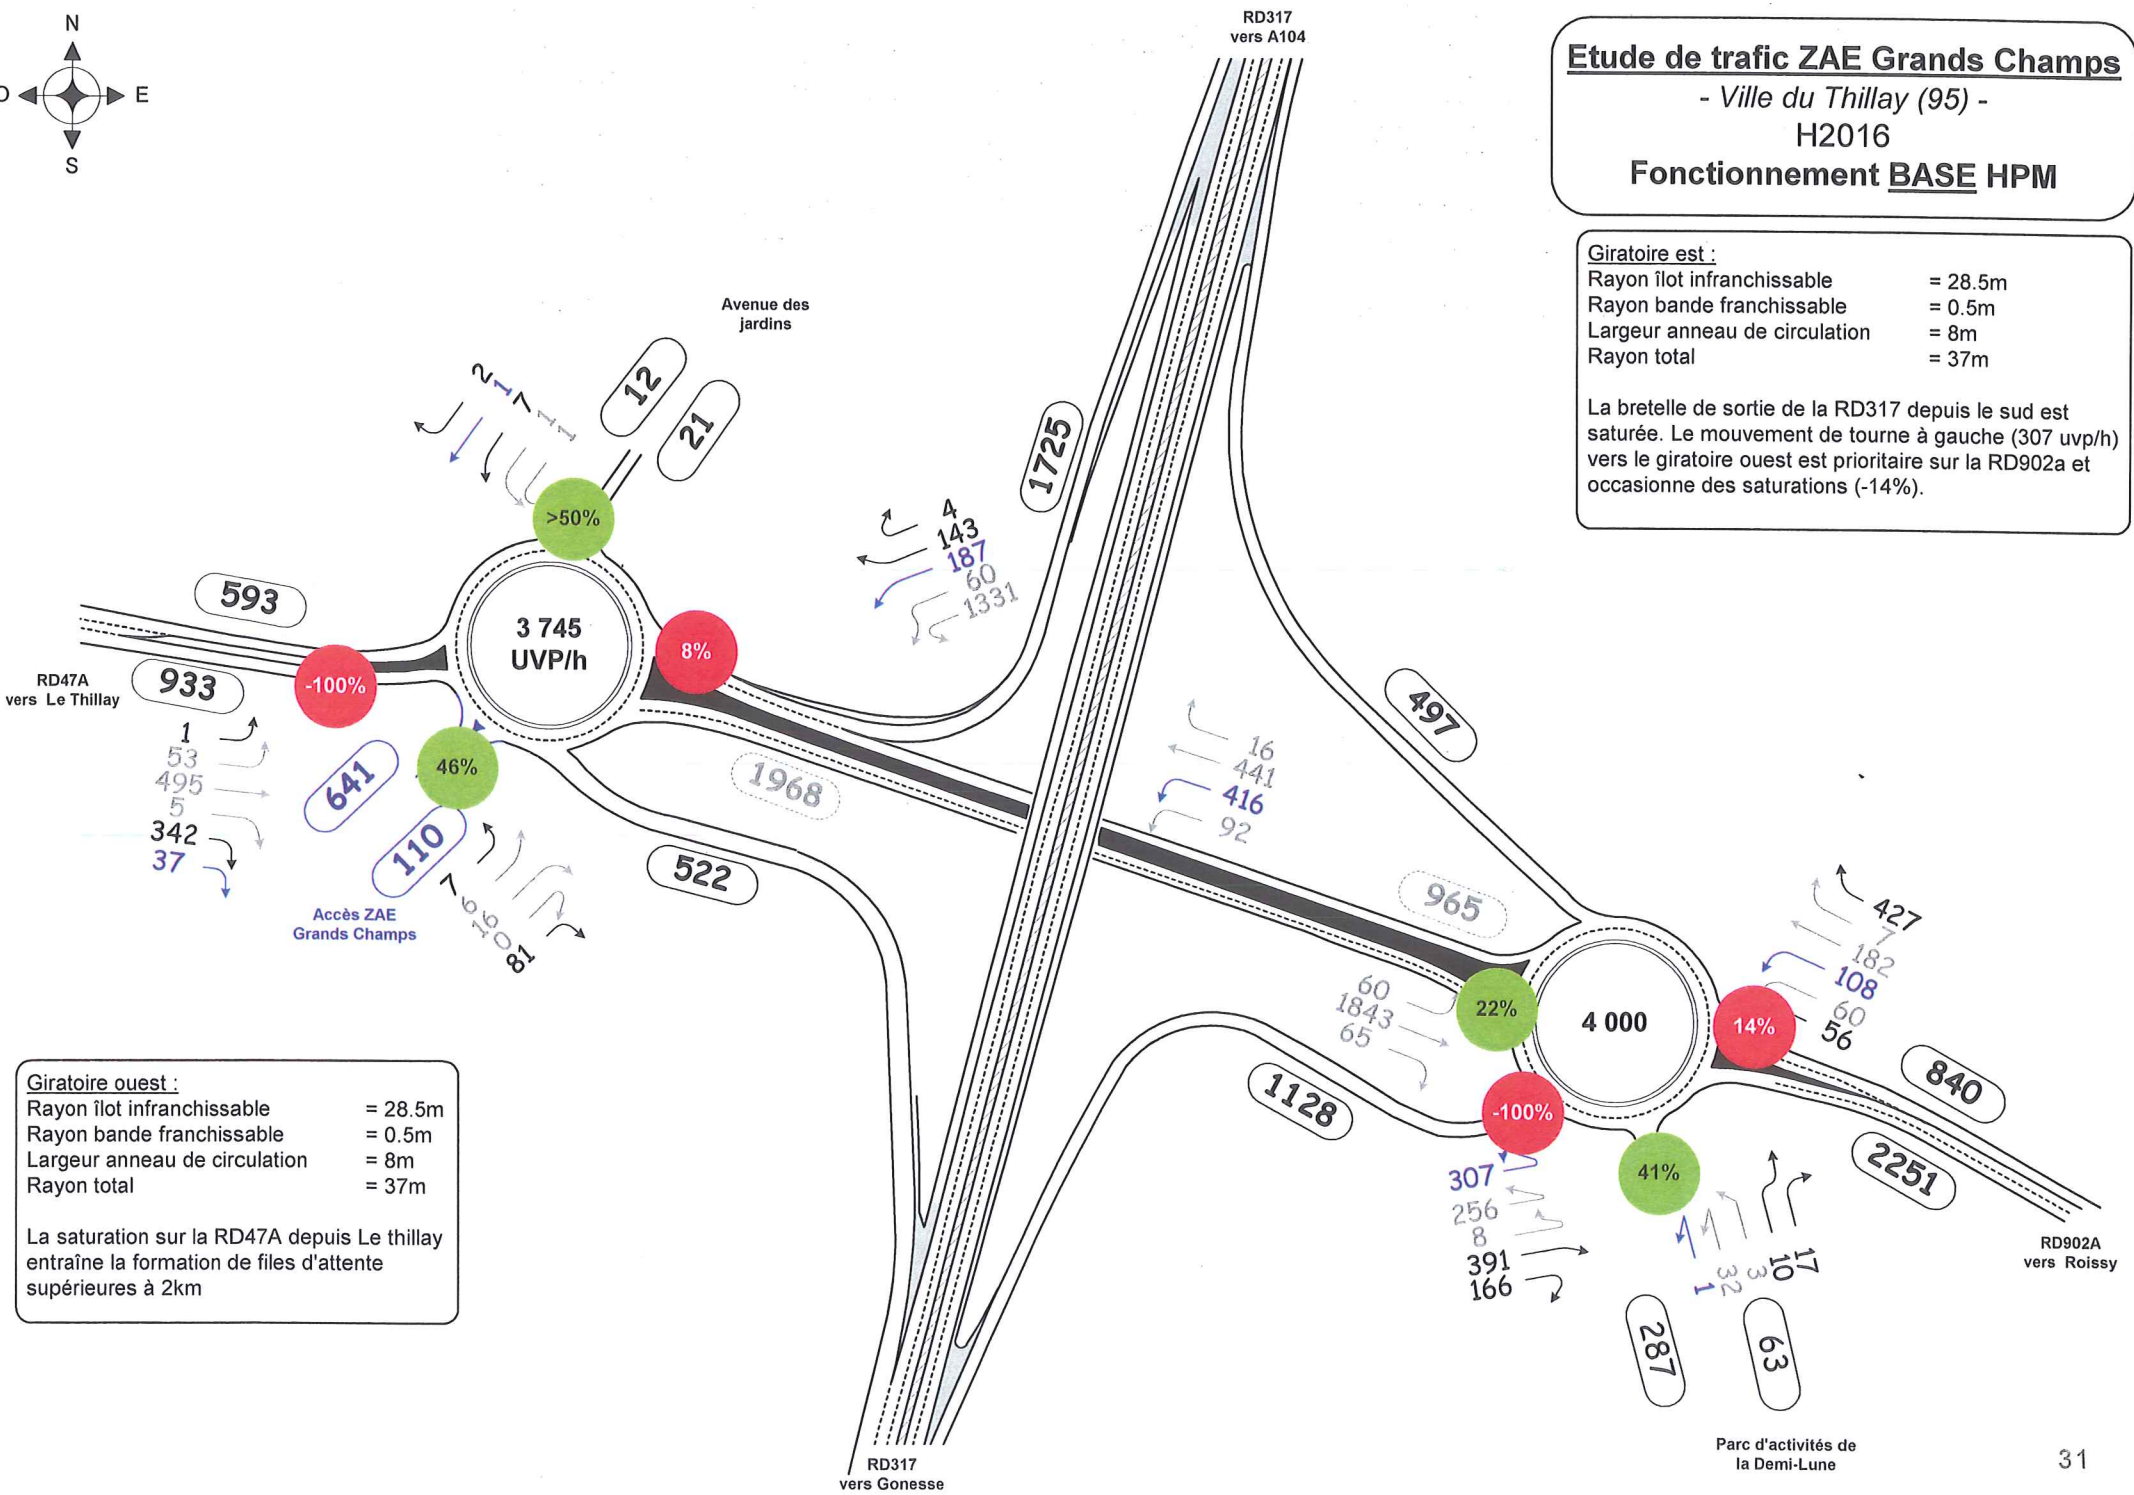 N
O
E
S
RD317
vers A104
Etude de trafic ZAE Grands Champs
- Ville du Thillay (95) -
H2016
Fonctionnement BASE HPM
Giratoire est :
Rayon îlot infranchissable = 28.5m
Rayon bande franchissable = 0.5m
Largeur anneau de circulation = 8m
Rayon total = 37m
La bretelle de sortie de la RD317 depuis le sud est
saturée. Le mouvement de tourne à gauche (307 uvp/h)
vers le giratoire ouest est prioritaire sur la RD902a et
occasionne des saturations (-14%).
Avenue des
jardins
12
21
2
1
7
1
1
>50%
1725
4
143
187
60
1331
593
3 745
UVP/h
8%
-100%
RD47A
vers Le Thillay
933
1
53
495
5
342
37
641
46%
110
7
6
16
0
81
Accès ZAE
Grands Champs
1968
522
497
16
441
416
92
965
427
7
182
108
60
56
60
1843
65
22%
4 000
14%
840
2251
1128
-100%
41%
307
256
8
391
166
1
32
3
10
17
287
63
RD902A
vers Roissy
Giratoire ouest :
Rayon îlot infranchissable = 28.5m
Rayon bande franchissable = 0.5m
Largeur anneau de circulation = 8m
Rayon total = 37m
La saturation sur la RD47A depuis Le thillay
entraîne la formation de files d'attente
supérieures à 2km
RD317
vers Gonesse
Parc d'activités de
la Demi-Lune
31